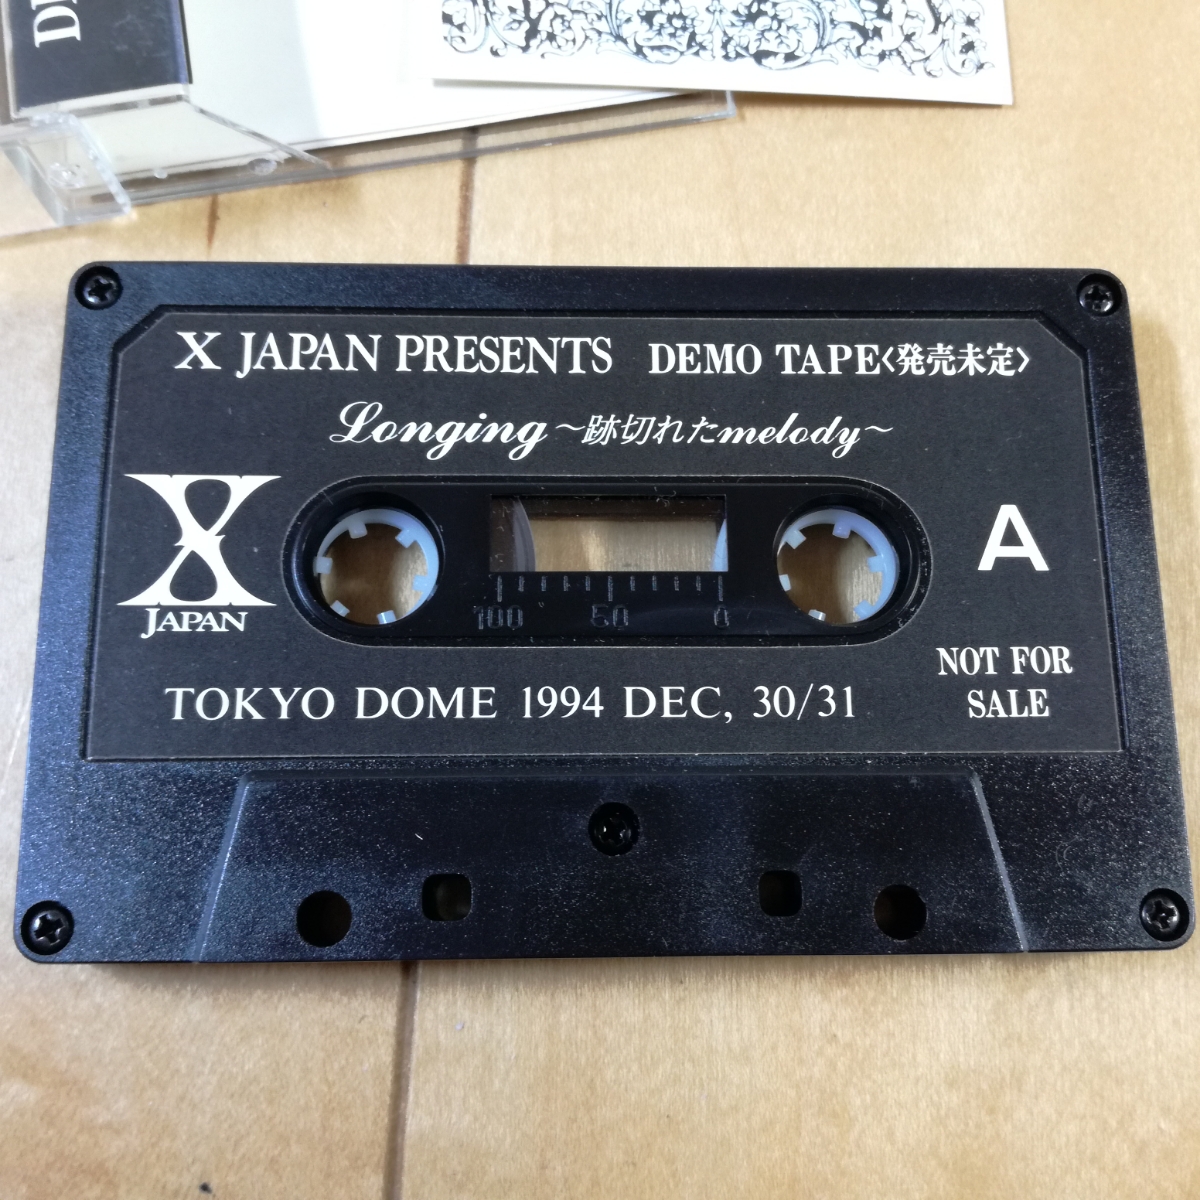 X JAPAN PRESENTS DEMO TAPE〈発売未定〉
Longing ～跡切れたmelody～
X
JAPAN
A
100 50 0
NOT FOR
SALE
TOKYO DOME 1994 DEC, 30/31